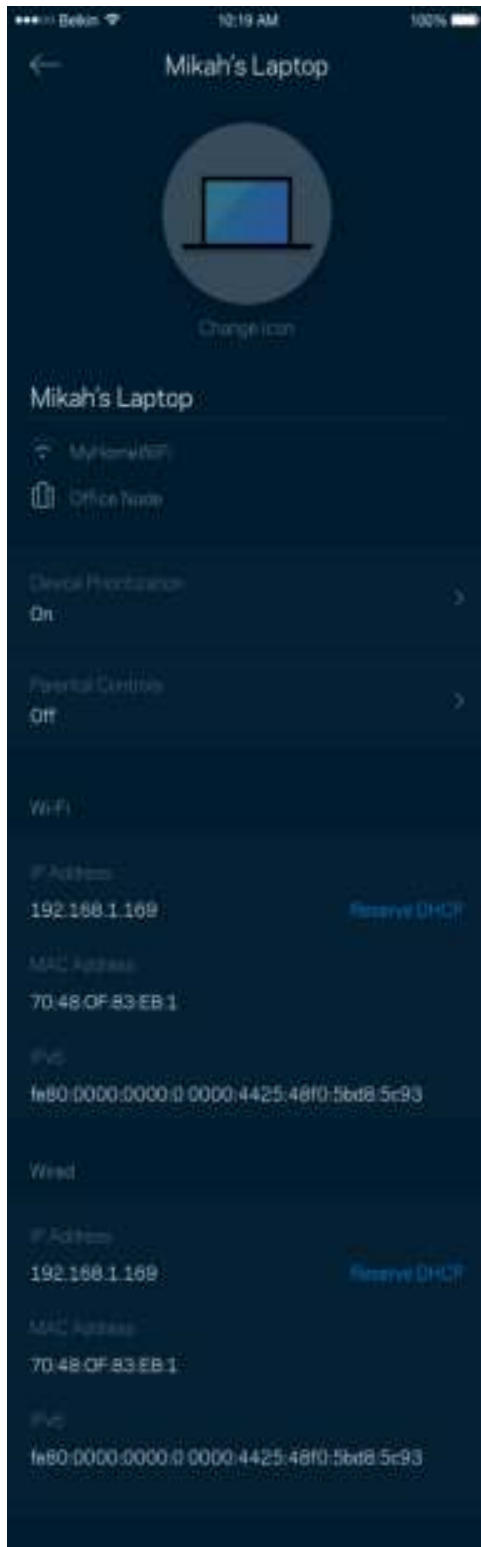 Belkin 10:19 AM 100%
Mikah's Laptop
Change icon
Mikah's Laptop
MyHomeWiFi
Office Node
Device Prioritization
On
Parental Controls
Off
Wi-Fi
IP Address
192.168.1.169 Reserve DHCP
MAC Address
70:48:0F:83:EB:1
IPv6
fe80:0000:0000:0:0000:4425:48f0:5bd8:5c93
Wired
IP Address
192.168.1.169 Reserve DHCP
MAC Address
70:48:0F:83:EB:1
IPv6
fe80:0000:0000:0:0000:4425:48f0:5bd8:5c93